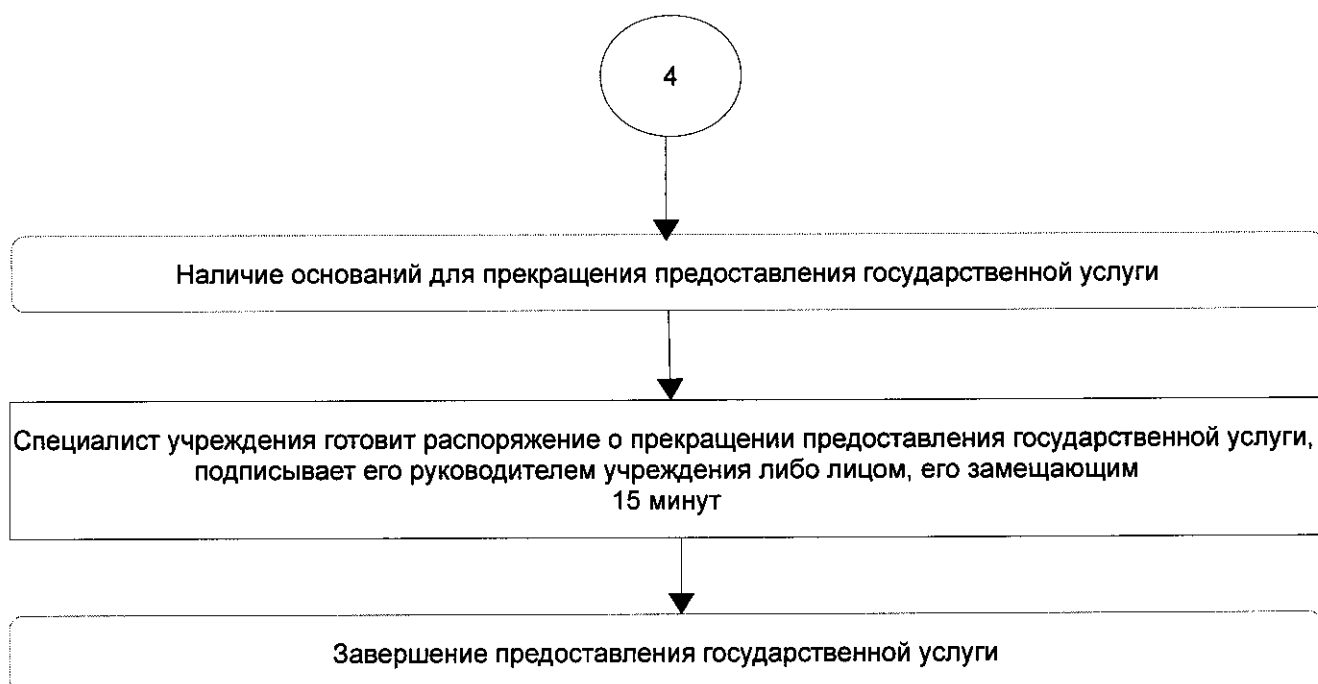 4
Наличие оснований для прекращения предоставления государственной услуги
Специалист учреждения готовит распоряжение о прекращении предоставления государственной услуги,
подписывает его руководителем учреждения либо лицом, его замещающим
15 минут
Завершение предоставления государственной услуги